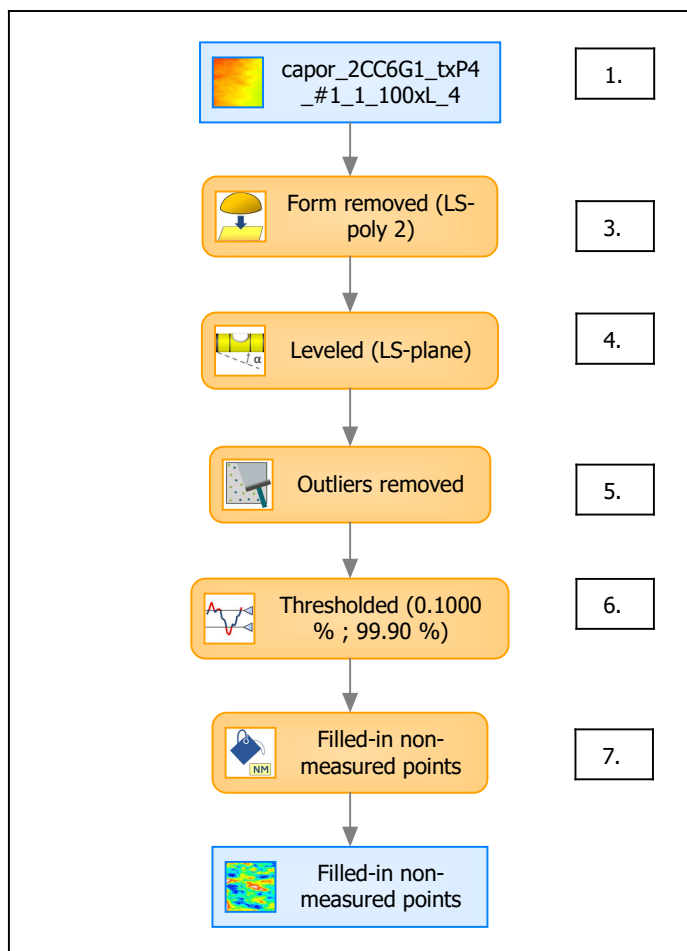 capor_2CC6G1_txP4
_#1_1_100xL_4
1.
Form removed (LS-
poly 2)
3.
α
Leveled (LS-plane)
4.
Outliers removed
5.
Thresholded (0.1000
% ; 99.90 %)
6.
NM
Filled-in non-
measured points
7.
Filled-in non-
measured points